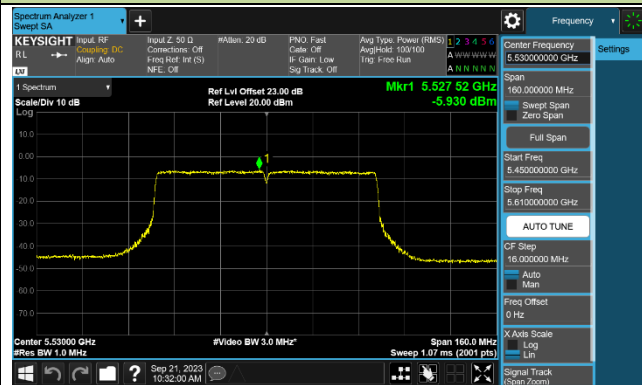 Spectrum Analyzer 1
Swept SA
Frequency
KEYSIGHT
RL
LXI
Input: RF
Coupling: DC
Align: Auto
Input Z: 50 Ω
Corrections: Off
Freq Ref: Int (S)
NFE: Off
#Atten: 20 dB
PNO: Fast
Gate: Off
IF Gain: Low
Sig Track: Off
Avg Type: Power (RMS)
Avg|Hold: 100/100
Trig: Free Run
1 2 3 4 5 6
A W W W W W
A N N N N N
1 Spectrum
Scale/Div 10 dB
Log
Ref Lvl Offset 23.00 dB
Ref Level 20.00 dBm
Mkr1 5.527 52 GHz
-5.930 dBm
1
10.0
0.00
10.0
20.0
30.0
40.0
50.0
60.0
70.0
Center 5.53000 GHz
#Res BW 1.0 MHz
#Video BW 3.0 MHz*
Span 160.0 MHz
Sweep 1.07 ms (2001 pts)
Sep 21, 2023
10:32:00 AM
Center Frequency
5.530000000 GHz
Settings
Span
160.000000 MHz
Swept Span
Zero Span
Full Span
Start Freq
5.450000000 GHz
Stop Freq
5.610000000 GHz
AUTO TUNE
CF Step
16.000000 MHz
Auto
Man
Freq Offset
0 Hz
X Axis Scale
Log
Lin
Signal Track
(Span Zoom)